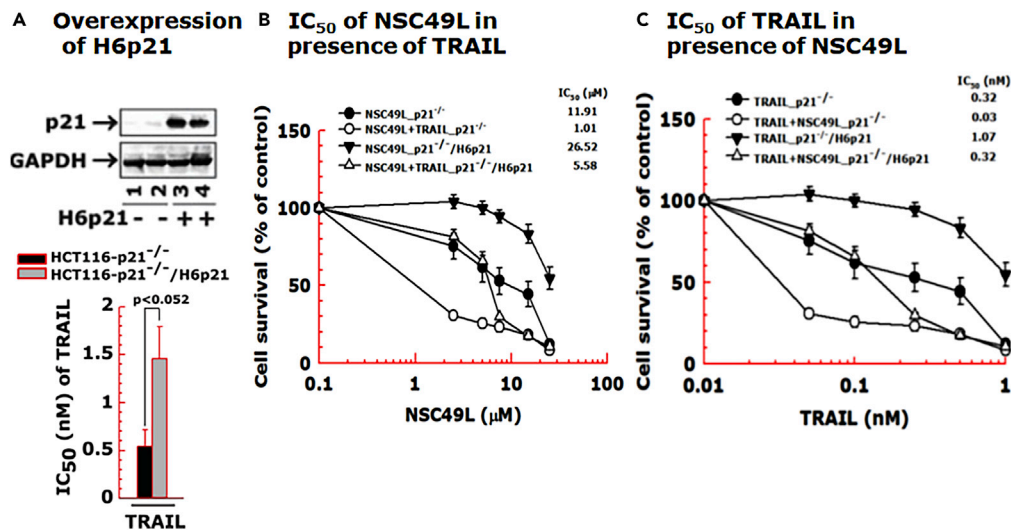 A Overexpression
of H6p21
p21
GAPDH
1 2 3 4
H6p21 - - + +
HCT116-p21⁻/⁻
HCT116-p21⁻/⁻/H6p21
p<0.052
IC₅₀ (nM) of TRAIL
2
1.5
1
0.5
0
TRAIL
B IC₅₀ of NSC49L in
presence of TRAIL
IC₅₀ (μM)
NSC49L_p21⁻/⁻ 11.91
NSC49L+TRAIL_p21⁻/⁻ 1.01
NSC49L_p21⁻/⁻/H6p21 26.52
NSC49L+TRAIL_p21⁻/⁻/H6p21 5.58
Cell survival (% of control)
150
100
50
0
0.1 1 10 100
NSC49L (μM)
C IC₅₀ of TRAIL in
presence of NSC49L
IC₅₀ (nM)
TRAIL_p21⁻/⁻ 0.32
TRAIL+NSC49L_p21⁻/⁻ 0.03
TRAIL_p21⁻/⁻/H6p21 1.07
TRAIL+NSC49L_p21⁻/⁻/H6p21 0.32
Cell survival (% of control)
150
100
50
0
0.01 0.1 1
TRAIL (nM)